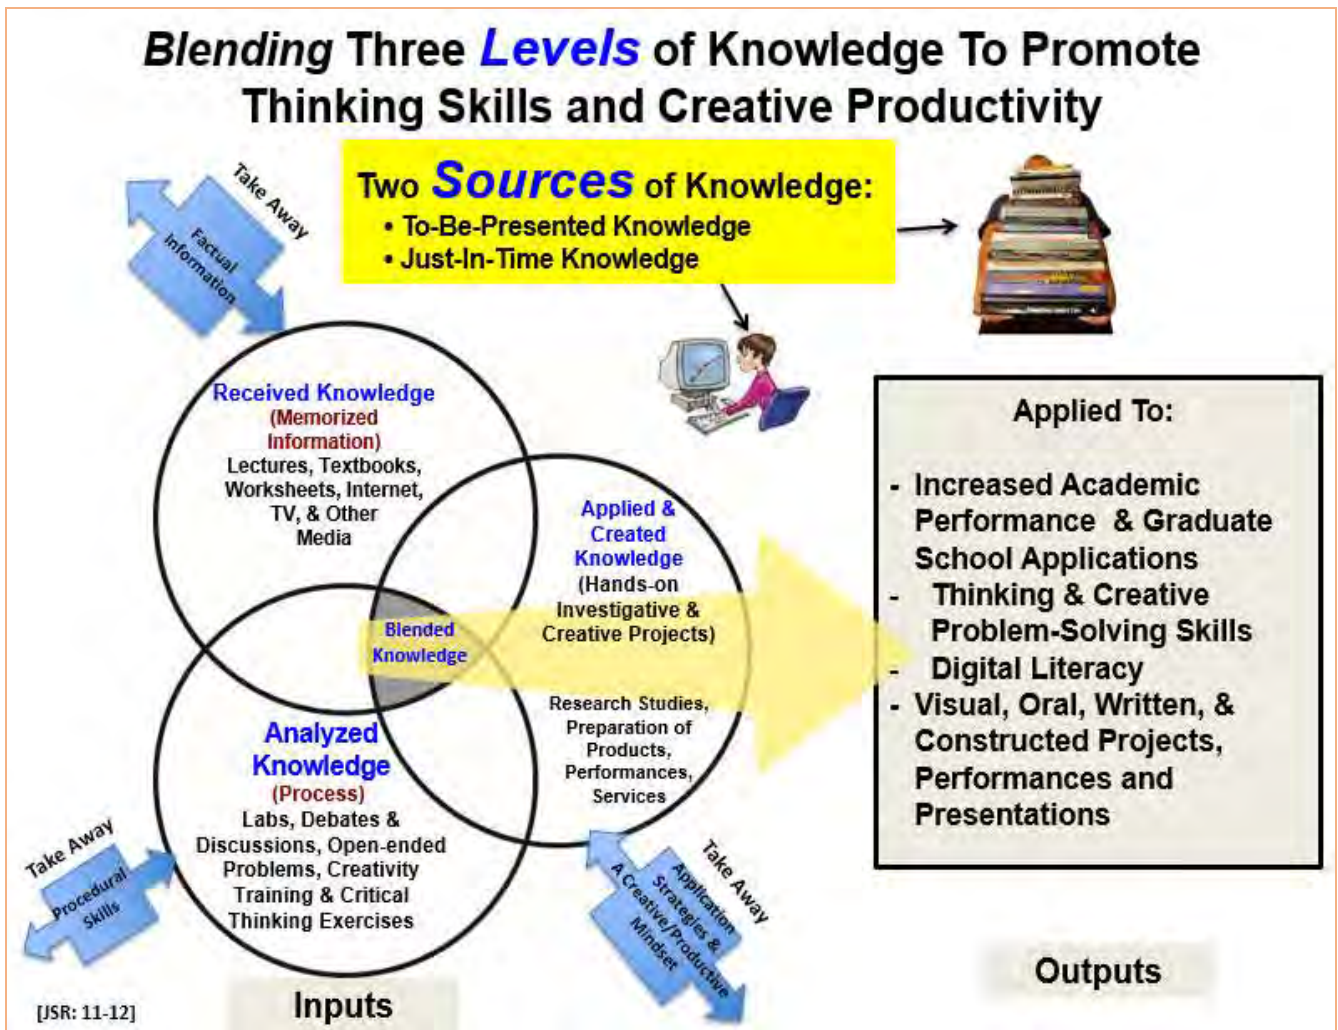 Blending Three Levels of Knowledge To Promote
Thinking Skills and Creative Productivity
Two Sources of Knowledge:
• To-Be-Presented Knowledge
• Just-In-Time Knowledge
Take Away
Factual
Information
Received Knowledge
(Memorized
Information)
Lectures, Textbooks,
Worksheets, Internet,
TV, & Other
Media
Applied &
Created
Knowledge
(Hands-on
Investigative &
Creative Projects)
Research Studies,
Preparation of
Products,
Performances,
Services
Blended
Knowledge
Analyzed
Knowledge
(Process)
Labs, Debates &
Discussions, Open-ended
Problems, Creativity
Training & Critical
Thinking Exercises
Take Away
Procedural
Skills
Take Away
Application
Strategies &
A Creative/Productive
Mindset
Applied To:
- Increased Academic
Performance & Graduate
School Applications
- Thinking & Creative
Problem-Solving Skills
- Digital Literacy
- Visual, Oral, Written, &
Constructed Projects,
Performances and
Presentations
Inputs
Outputs
[JSR: 11-12]